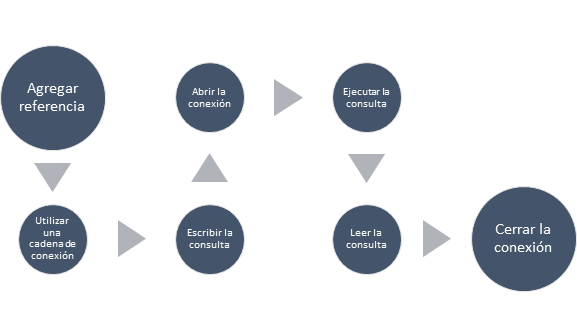 Agregar
referencia
Utilizar
una
cadena de
conexión
Escribir la
consulta
Abrir la
conexión
Ejecutar la
consulta
Leer la
consulta
Cerrar la
conexión